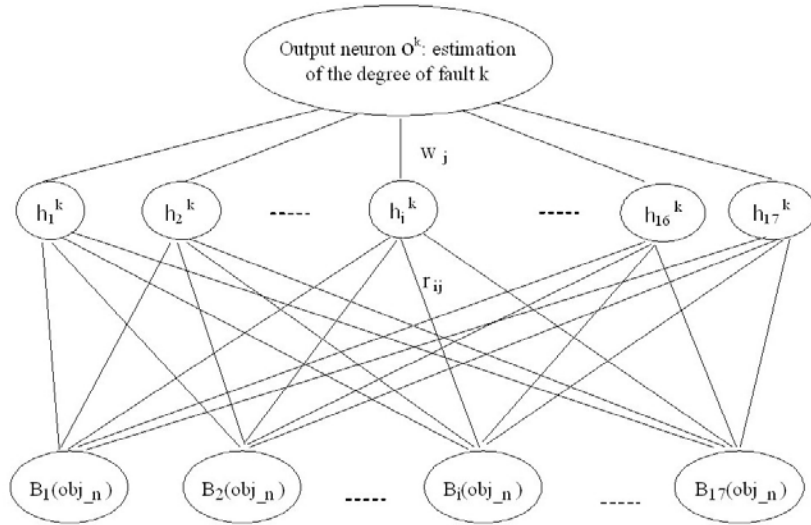 Output neuron O^k: estimation
of the degree of fault k
w_j
h_1^k h_2^k ------ h_i^k ------ h_16^k h_17^k
r_ij
B_1(obj_n) B_2(obj_n) ------ B_i(obj_n) ------ B_17(obj_n)